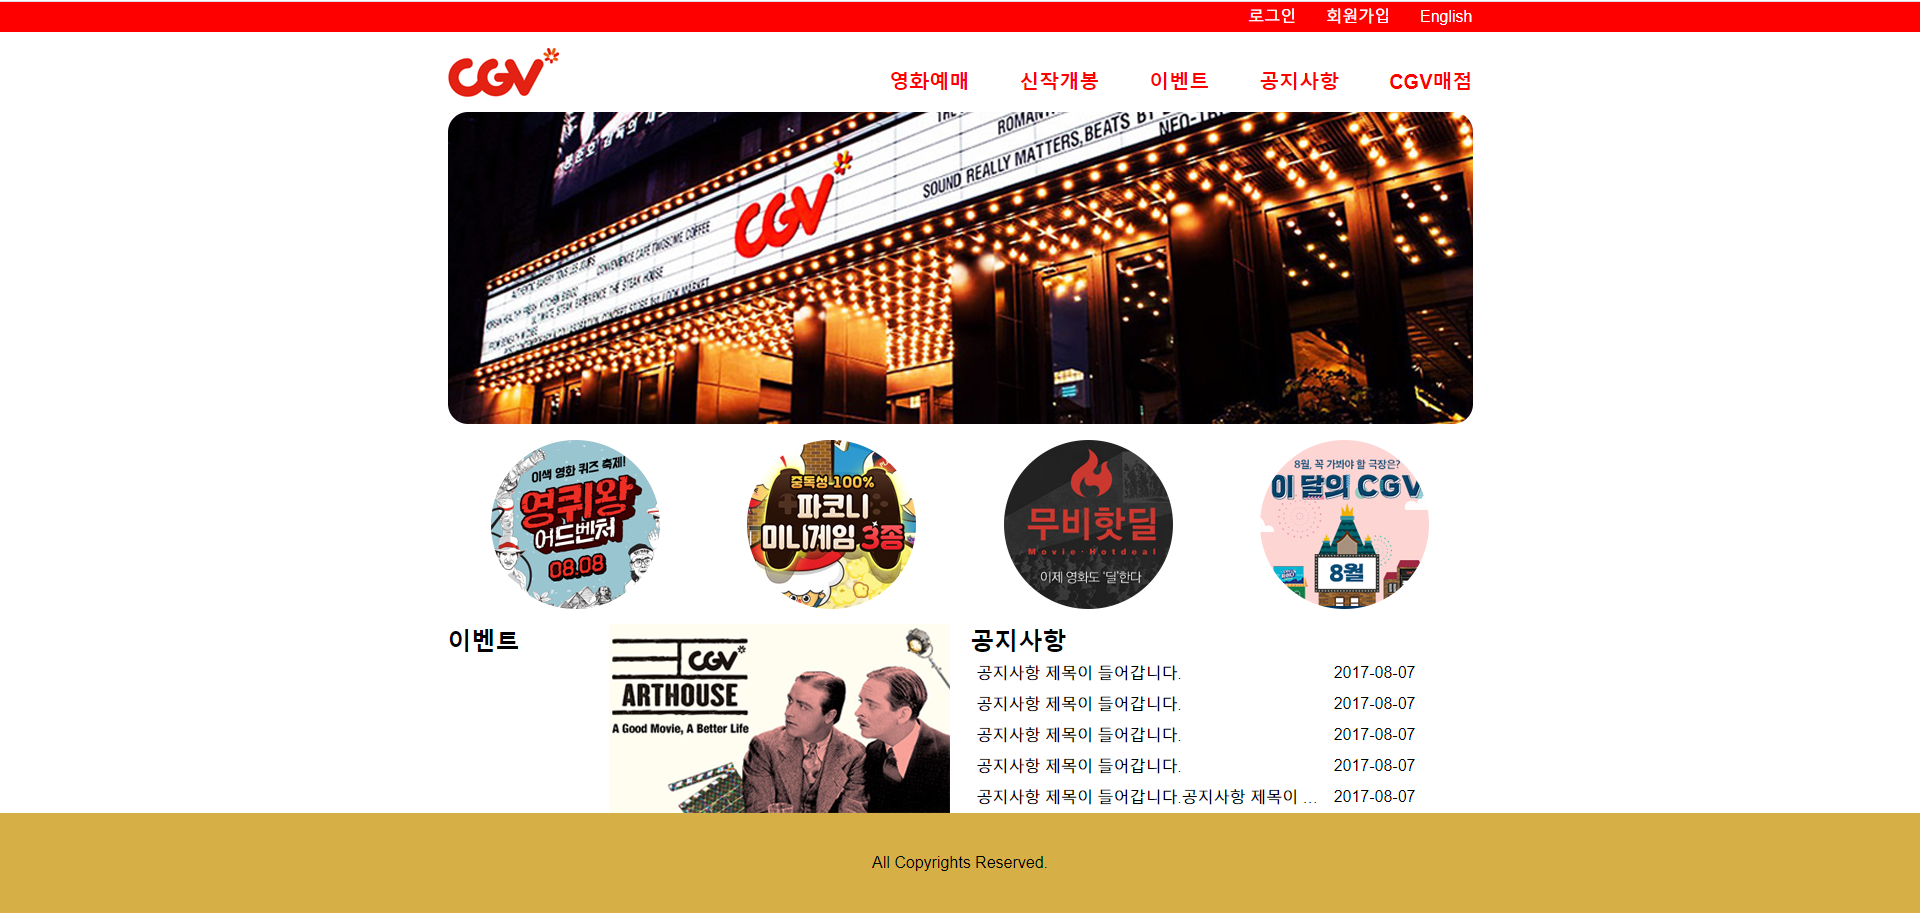 로그인 회원가입 English
CGV
영화예매 신작개봉 이벤트 공지사항 CGV매점
ROMANT
SOUND REALLY MATTERS, BEATS BY
NEO-TR
CGV
CONVENIENCE CAFE TWOSOME COFFEE
이색 영화 퀴즈 축제!
영퀴왕
어드벤처
08.08
중독성 100%
파코니
미니게임 3종
무비핫딜
Movie·Hotdeal
이제 영화도 '딜'한다
8월, 꼭 가봐야 할 극장은?
이달의 CGV
8월
이벤트
CGV
ARTHOUSE
A Good Movie, A Better Life
공지사항
공지사항 제목이 들어갑니다. 2017-08-07
공지사항 제목이 들어갑니다. 2017-08-07
공지사항 제목이 들어갑니다. 2017-08-07
공지사항 제목이 들어갑니다. 2017-08-07
공지사항 제목이 들어갑니다.공지사항 제목이 ... 2017-08-07
All Copyrights Reserved.